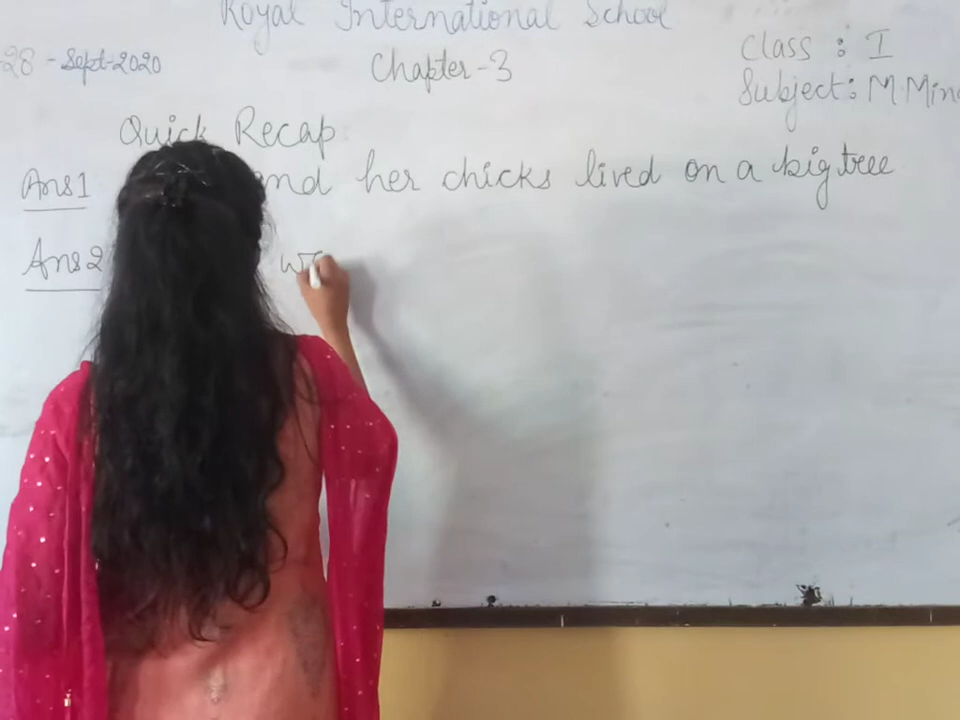 Royal International School
28 - Sept-2020
Chapter-3
Class : I
Subject: M.Mind
Quick Recap
Ans1 and her chicks lived on a big tree
Ans2